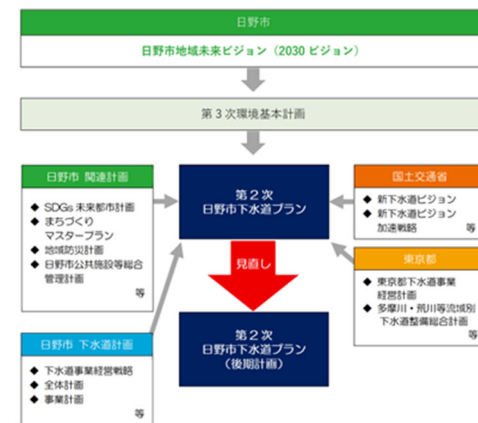 日野市
日野市地域未来ビジョン（2030 ビジョン）
第３次環境基本計画
日野市 関連計画
◆ SDGs 未来都市計画
◆ まちづくり
マスタープラン
◆ 地域防災計画
◆ 日野市公共施設等総合
管理計画
等
第２次
日野市下水道プラン
国土交通省
◆ 新下水道ビジョン
◆ 新下水道ビジョン
加速戦略
等
東京都
◆ 東京都下水道事業
経営計画
◆ 多摩川・荒川等流域別
下水道整備総合計画
等
見直し
日野市 下水道計画
◆ 下水道事業経営戦略
◆ 全体計画
◆ 事業計画
等
第２次
日野市下水道プラン
（後期計画）